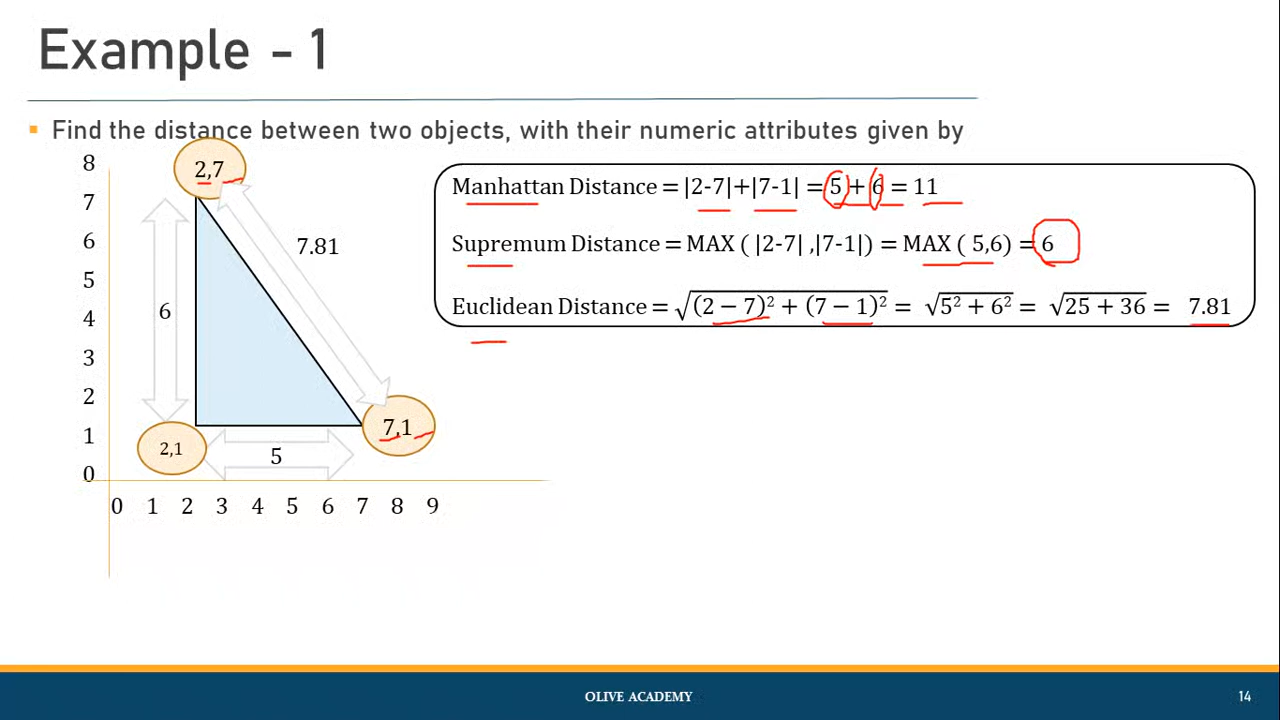 Example - 1
▪ Find the distance between two objects, with their numeric attributes given by
8
7
6
5
4
3
2
1
0
2,7
7.81
6
2,1
5
7,1
0 1 2 3 4 5 6 7 8 9
Manhattan Distance = |2-7|+|7-1| = 5 + 6 = 11
Supremum Distance = MAX ( |2-7| ,|7-1|) = MAX ( 5,6) = 6
Euclidean Distance = √(2 − 7)² + (7 − 1)² = √5² + 6² = √25 + 36 = 7.81
OLIVE ACADEMY
14